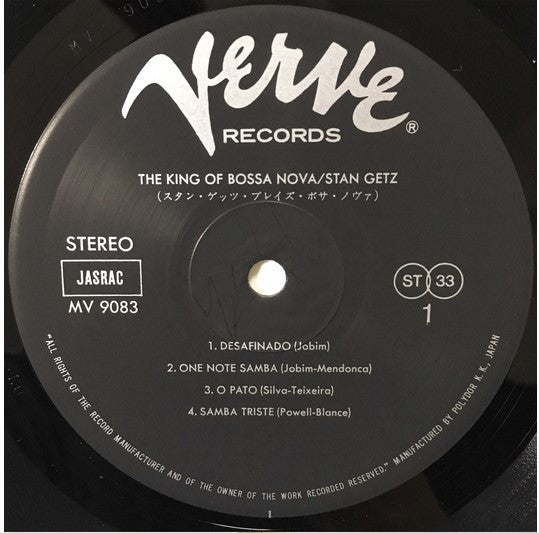 Verve
RECORDS ®
THE KING OF BOSSA NOVA/STAN GETZ
(スタン・ゲッツ・プレイズ・ボサ・ノヴァ)
STEREO
JASRAC
MV 9083
ST 33
1
1. DESAFINADO (Jobim)
2. ONE NOTE SAMBA (Jobim-Mendonca)
3. O PATO (Silva-Teixeira)
4. SAMBA TRISTE (Powell-Blance)
"ALL RIGHTS OF THE RECORD MANUFACTURER AND OF THE OWNER OF THE WORK RECORDED RESERVED." MANUFACTURED BY POLYDOR K. K., JAPAN
I